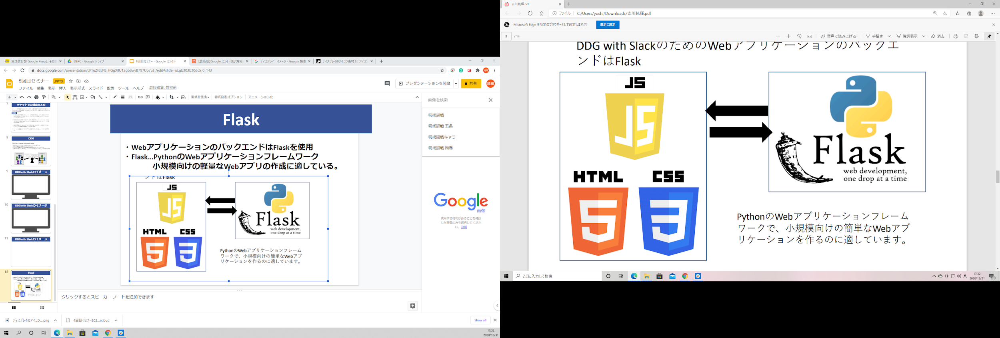 実は便利な「Google Keep」、その
DERC - Google ドライブ
5回目セミナー - Google スライド
【最新版】Google スライド使い方完
ディスプレイ イメージ - Google 検索
ディスプレイのアイコン素材 3 | アイコ
docs.google.com/presentation/d/1uZt8EPB_HGgXIlU12gb8wyB797Uo7ut_/edit#slide=id.gb303b30dc5_0_143
5回目セミナー .PPTX
ファイル 編集 表示 挿入 表示形式 スライド 配置 ツール ヘルプ 最終編集: 数秒前
プレゼンテーションを開始
共有
純輝
あ
画像を置換
書式設定オプション
アニメーション化
7
チャットでの議論まとめ
8
DDG
9
DDGwith Slackのイメージ
10
DDGwith Slackのイメージ
11
DDGwith Slackのイメージ
12
Flask
Flask
・WebアプリケーションのバックエンドはFlaskを使用
・Flask...PythonのWebアプリケーションフレームワーク
小規模向けの軽量なWebアプリの作成に適している。
ンドはFlask
JS
HTML
CSS
Flask
web development,
one drop at a time
PythonのWebアプリケーションフレーム
ワークで、小規模向けの簡単なWebアプ
リケーションを作るのに適しています。
クリックするとスピーカー ノートを追加できます
画像を検索
呪術廻戦
呪術廻戦 五条
呪術廻戦キャラ
呪術廻戦 狗巻
Google
画像
使用する権利があることを確認
した画像のみを選択してくださ
い。詳細
ディスプレイのアイコン....png
4回目セミナー202....icloud
Show all
17:32
2020/12/31
吉川純輝.pdf
ファイル
C:/Users/yoshi/Downloads/吉川純輝.pdf
Microsoft Edge を既定のブラウザーとして設定しますか?
既定に設定
9 / 14
音声で読み上げる
手描き
強調表示
消去
DDG with SlackのためのWebアプリケーションのバックエ
ンドはFlask
JS
HTML
CSS
Flask
web development,
one drop at a time
PythonのWebアプリケーションフレーム
ワークで、小規模向けの簡単なWebアプ
リケーションを作るのに適しています。
ここに入力して検索
A
17:32
2020/12/31